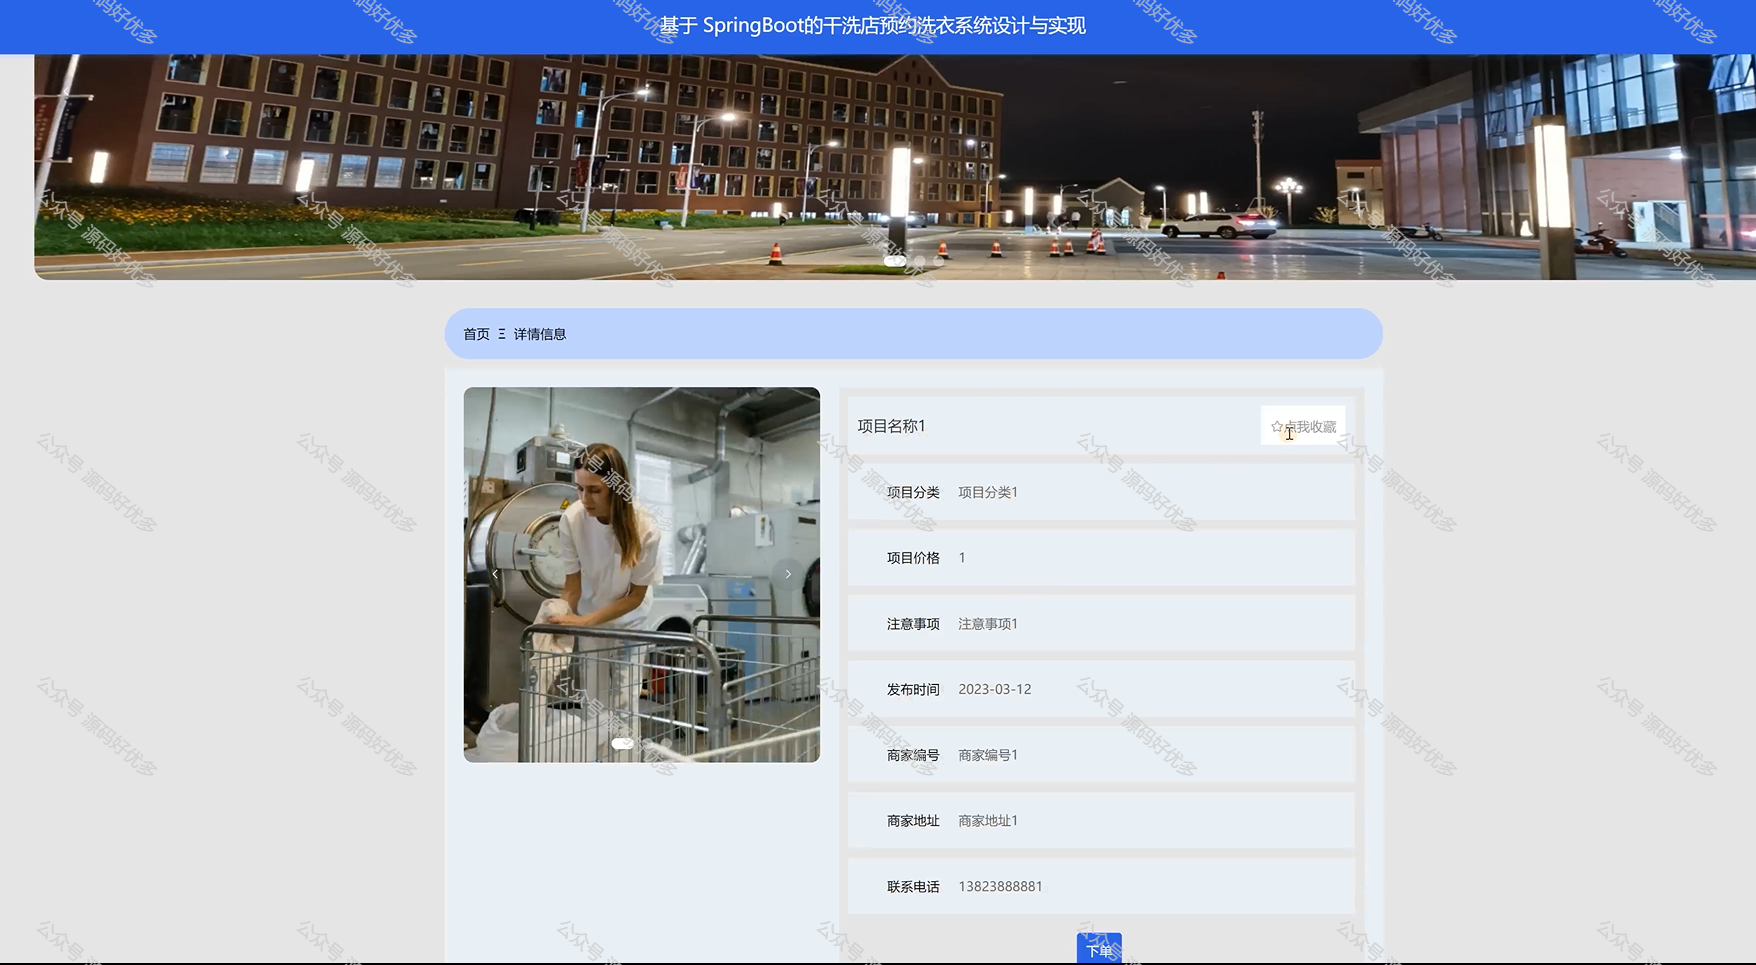 基于 SpringBoot的干洗店预约洗衣系统设计与实现
首页 Ξ 详情信息
项目名称1
☆点我收藏
项目分类 项目分类1
项目价格 1
注意事项 注意事项1
发布时间 2023-03-12
商家编号 商家编号1
商家地址 商家地址1
联系电话 13823888881
下单
公众号 源码好优多